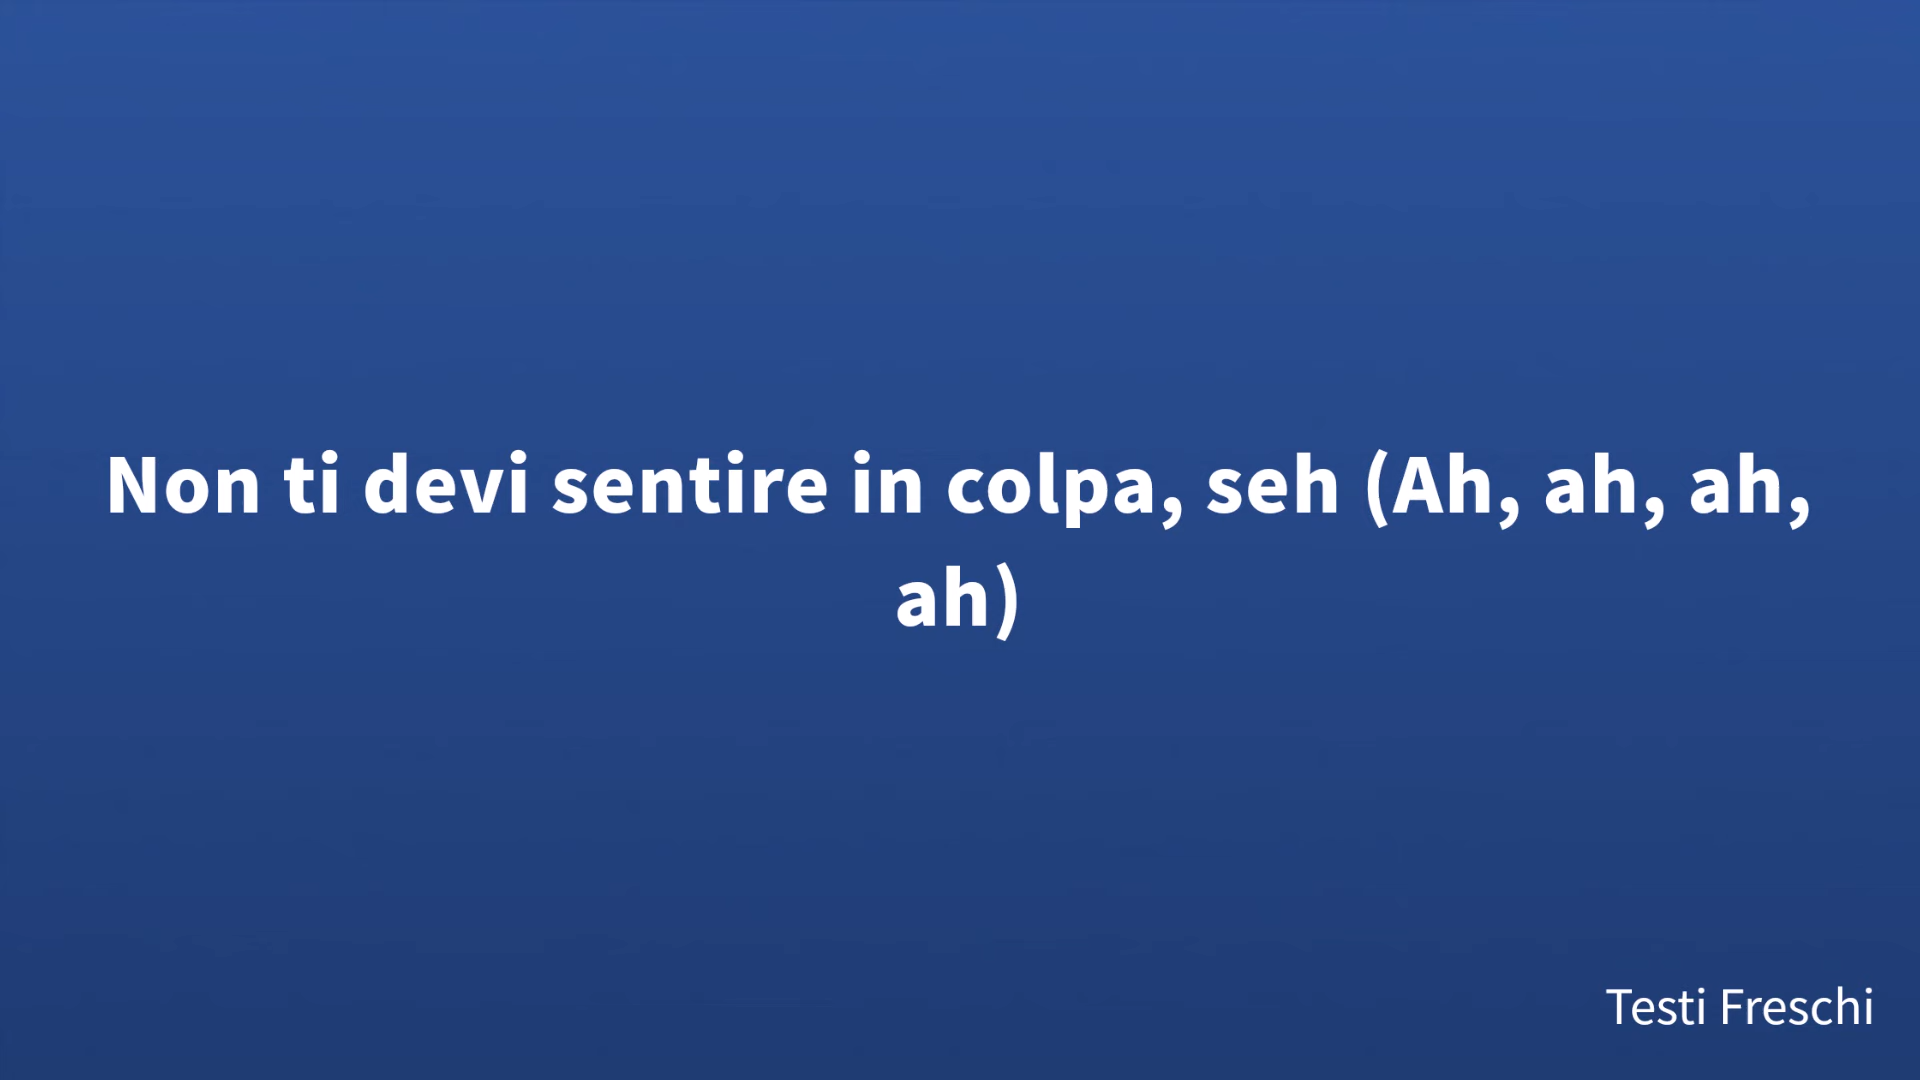 Non ti devi sentire in colpa, seh (Ah, ah, ah,
ah)
Testi Freschi